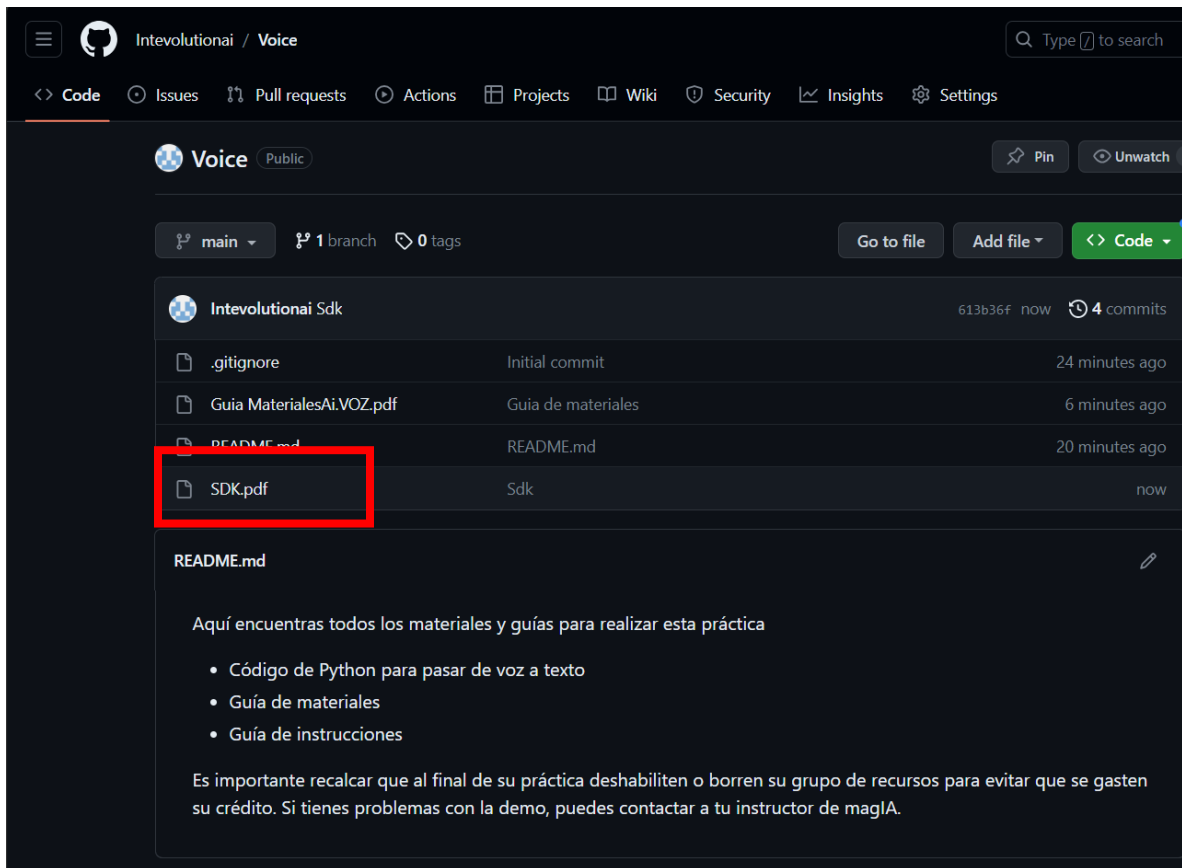 Intevolutionai / Voice
Type / to search
Code Issues Pull requests Actions Projects Wiki Security Insights Settings
Voice Public
Pin Unwatch
main 1 branch 0 tags
Go to file Add file Code
Intevolutionai Sdk 613b36f now 4 commits
.gitignore Initial commit 24 minutes ago
Guia MaterialesAi.VOZ.pdf Guia de materiales 6 minutes ago
README.md README.md 20 minutes ago
SDK.pdf Sdk now
README.md
Aquí encuentras todos los materiales y guías para realizar esta práctica
• Código de Python para pasar de voz a texto
• Guía de materiales
• Guía de instrucciones
Es importante recalcar que al final de su práctica deshabiliten o borren su grupo de recursos para evitar que se gasten
su crédito. Si tienes problemas con la demo, puedes contactar a tu instructor de magIA.